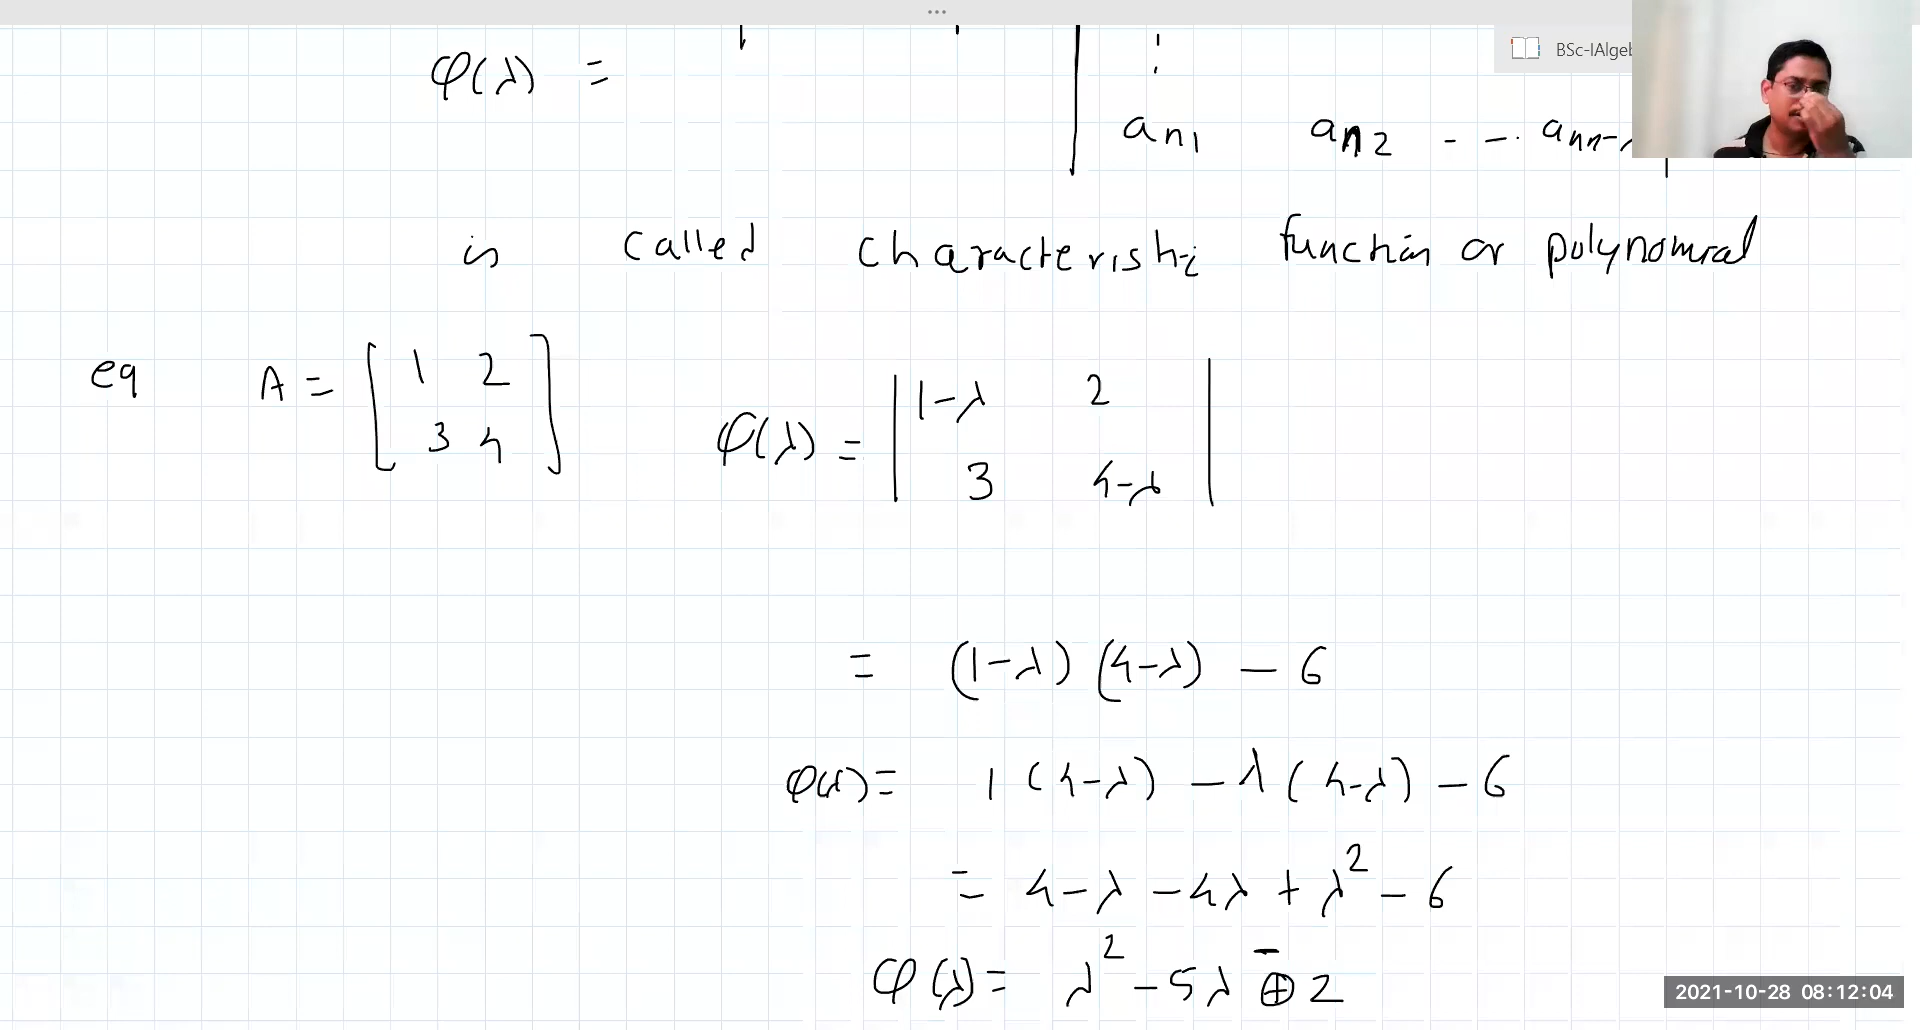 BSc-IAlgeb
φ(λ) =
⋮
an1 an2 - - · ann-λ
is called characteristic function or polynomial
eg A = [ 1 2
3 4 ]
φ(λ) = | 1-λ 2
3 4-λ |
= (1-λ) (4-λ) - 6
φ(λ) = 1 (4-λ) - λ (4-λ) - 6
= 4 - λ - 4λ + λ² - 6
φ(λ) = λ² - 5λ - ⊕ 2
2021-10-28 08:12:04